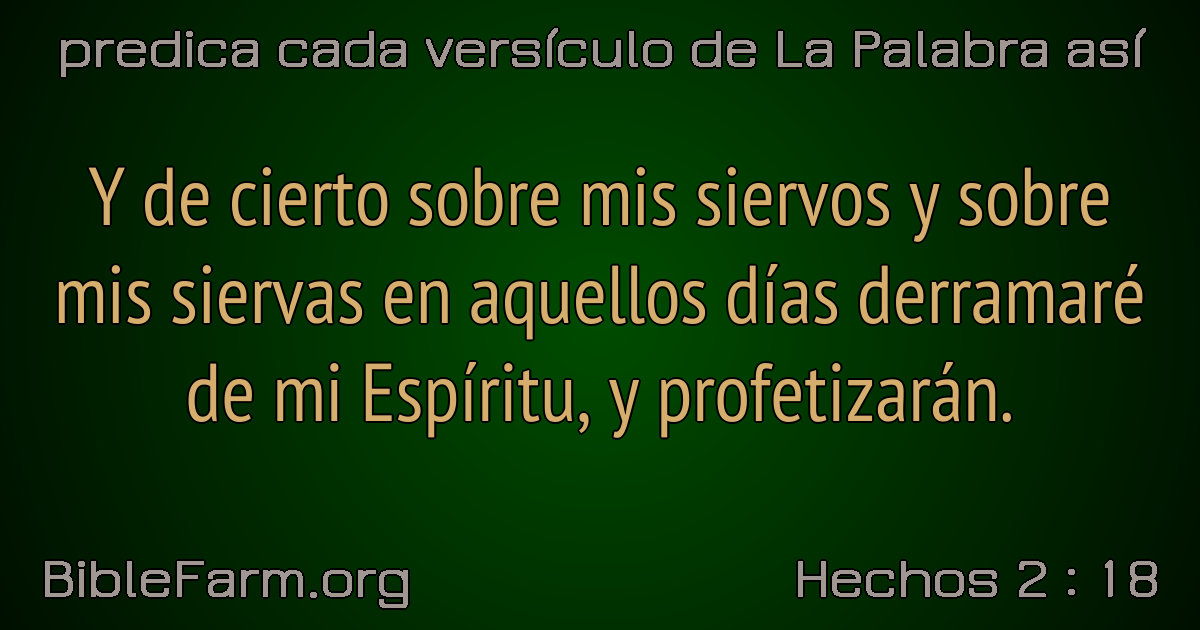 predica cada versículo de La Palabra así
Y de cierto sobre mis siervos y sobre
mis siervas en aquellos días derramaré
de mi Espíritu, y profetizarán.
BibleFarm.org
Hechos 2 : 18